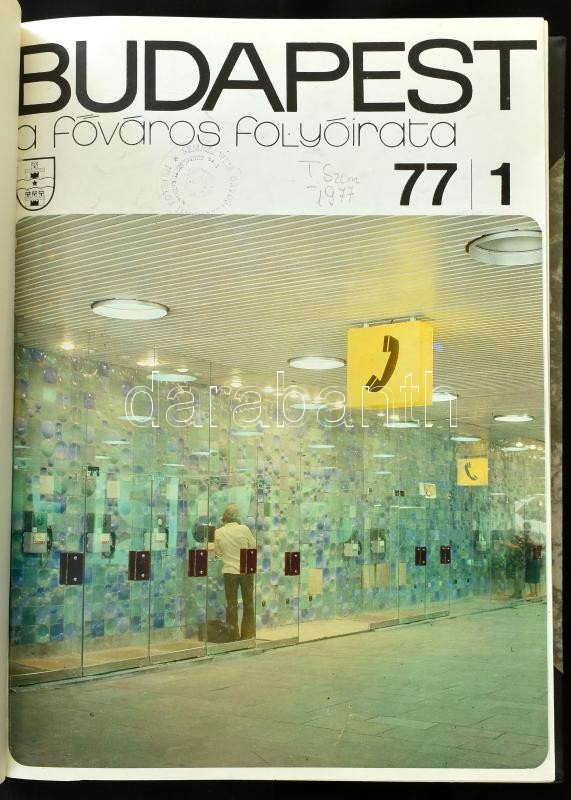 BUDAPEST
a főváros folyóirata
77 | 1
I Szem
1977
darabanth